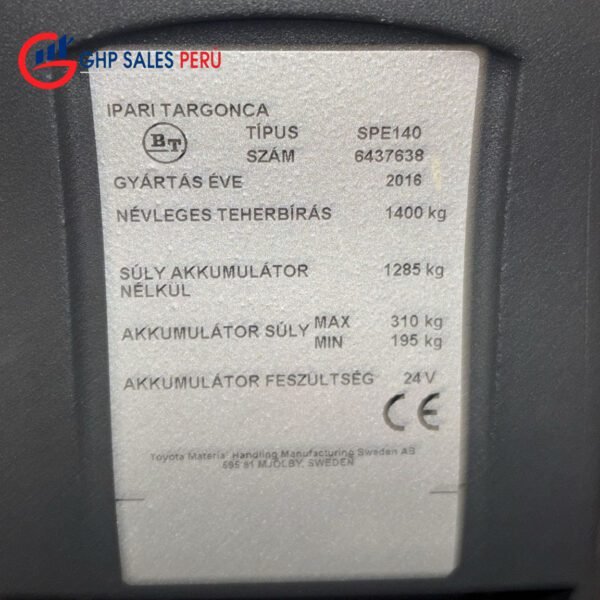 GHP SALES PERU
IPARI TARGONCA
BT
TÍPUS SPE140
SZÁM 6437638
GYÁRTÁS ÉVE 2016
NÉVLEGES TEHERBÍRÁS 1400 kg
SÚLY AKKUMULÁTOR 1285 kg
NÉLKÜL
AKKUMULÁTOR SÚLY MAX 310 kg
MIN 195 kg
AKKUMULÁTOR FESZÜLTSÉG 24 V
CE
Toyota Material Handling Manufacturing Sweden AB
595 81 MJÖLBY, SWEDEN